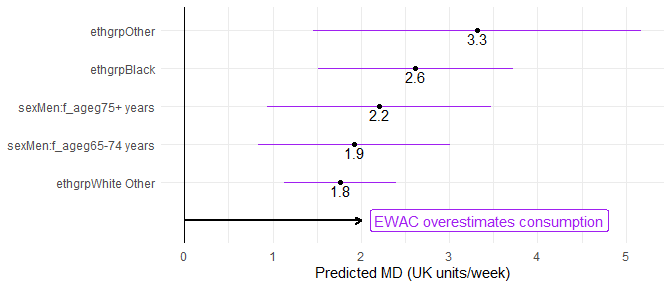 ethgrpOther
3.3
ethgrpBlack
2.6
sexMen:f_ageg75+ years
2.2
sexMen:f_ageg65-74 years
1.9
ethgrpWhite Other
1.8
EWAC overestimates consumption
0 1 2 3 4 5
Predicted MD (UK units/week)